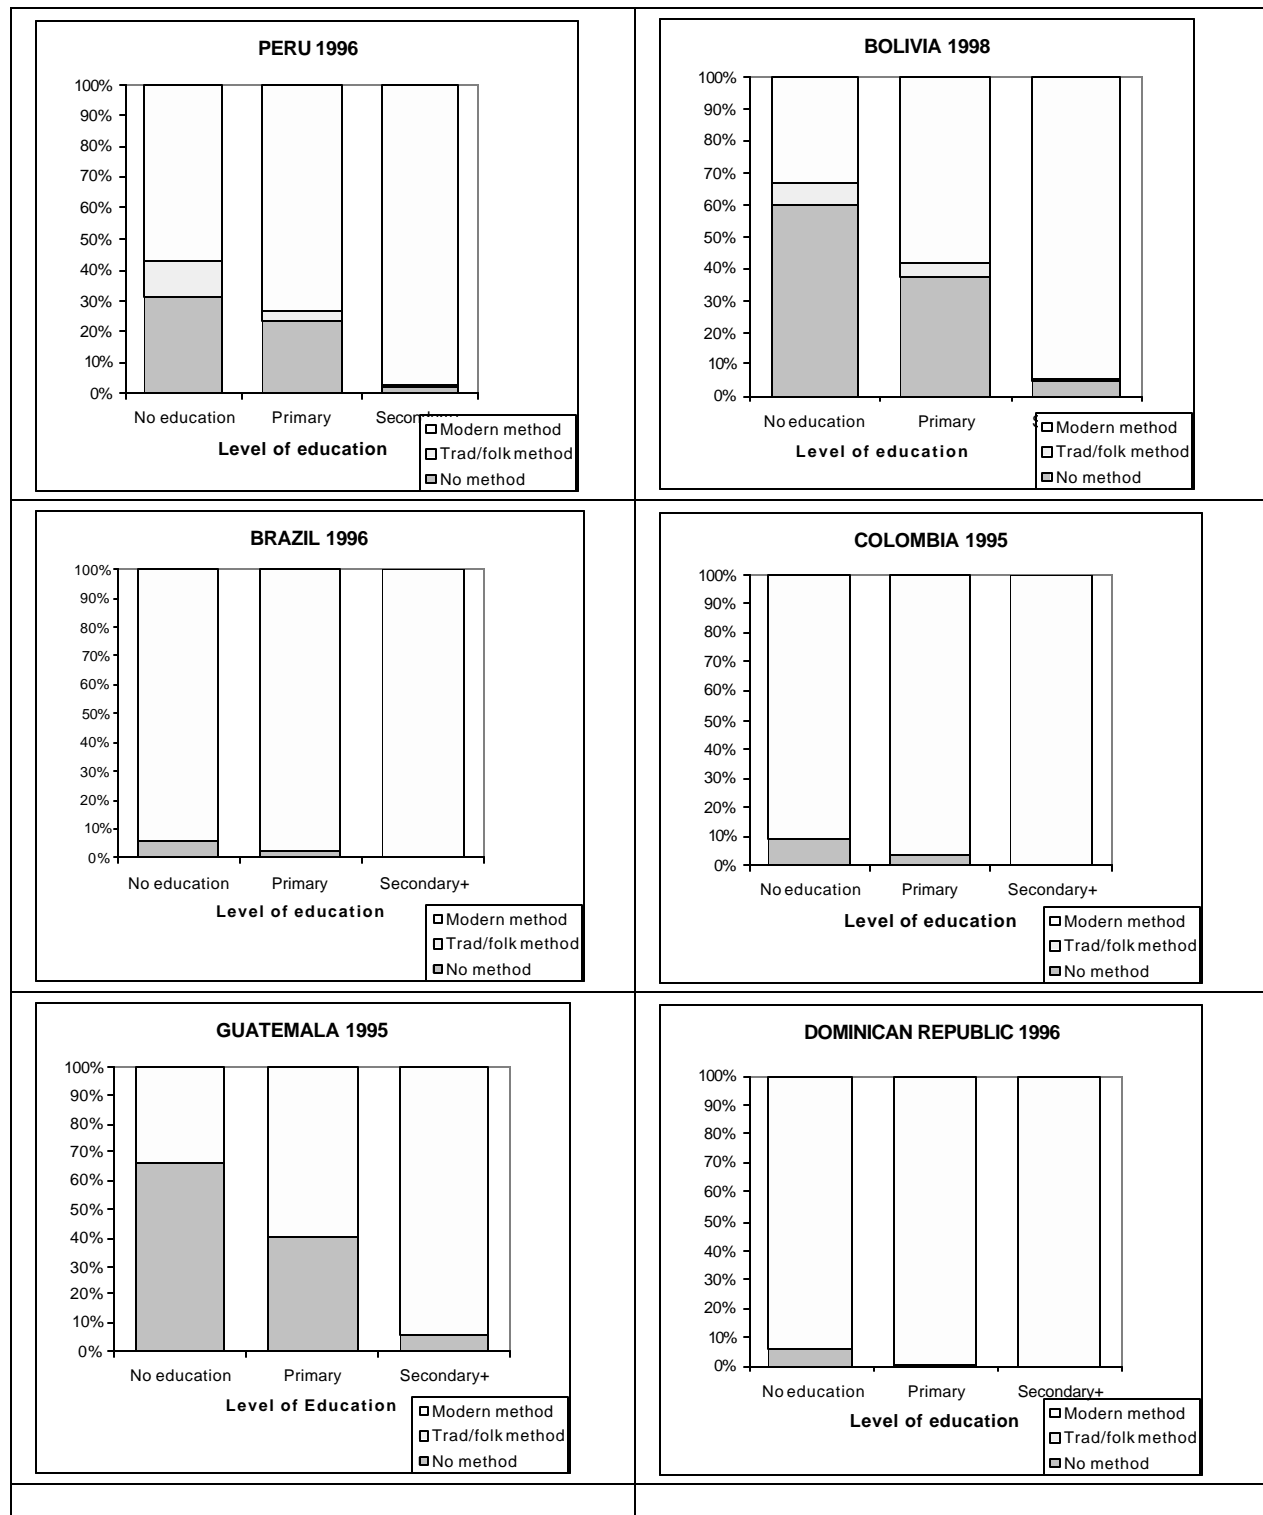 PERU 1996
100%
90%
80%
70%
60%
50%
40%
30%
20%
10%
0%
No education Primary
Level of education
Modern method
Trad/folk method
No method
BOLIVIA 1998
100%
90%
80%
70%
60%
50%
40%
30%
20%
10%
0%
No education Primary
Level of education
Modern method
Trad/folk method
No method
BRAZIL 1996
100%
90%
80%
70%
60%
50%
40%
30%
20%
10%
0%
No education Primary Secondary+
Level of education
Modern method
Trad/folk method
No method
COLOMBIA 1995
100%
90%
80%
70%
60%
50%
40%
30%
20%
10%
0%
No education Primary Secondary+
Level of education
Modern method
Trad/folk method
No method
GUATEMALA 1995
100%
90%
80%
70%
60%
50%
40%
30%
20%
10%
0%
No education Primary Secondary+
Level of Education
Modern method
Trad/folk method
No method
DOMINICAN REPUBLIC 1996
100%
90%
80%
70%
60%
50%
40%
30%
20%
10%
0%
No education Primary Secondary+
Level of education
Modern method
Trad/folk method
No method